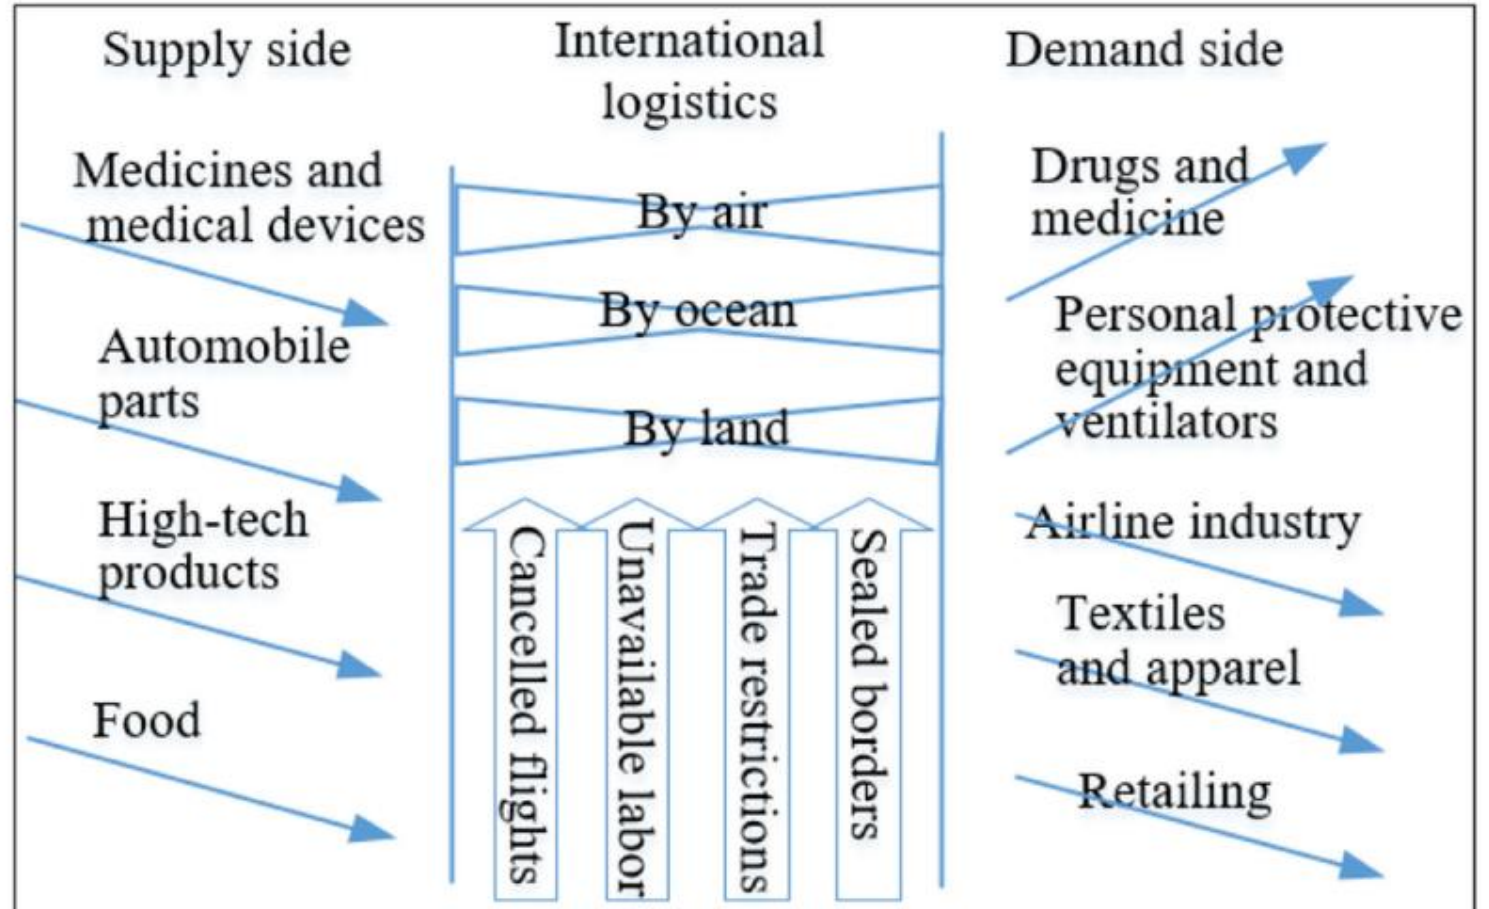 Supply side
Medicines and
medical devices
Automobile
parts
High-tech
products
Food
International
logistics
By air
By ocean
By land
Cancelled flights
Unavailable labor
Trade restrictions
Sealed borders
Demand side
Drugs and
medicine
Personal protective
equipment and
ventilators
Airline industry
Textiles
and apparel
Retailing